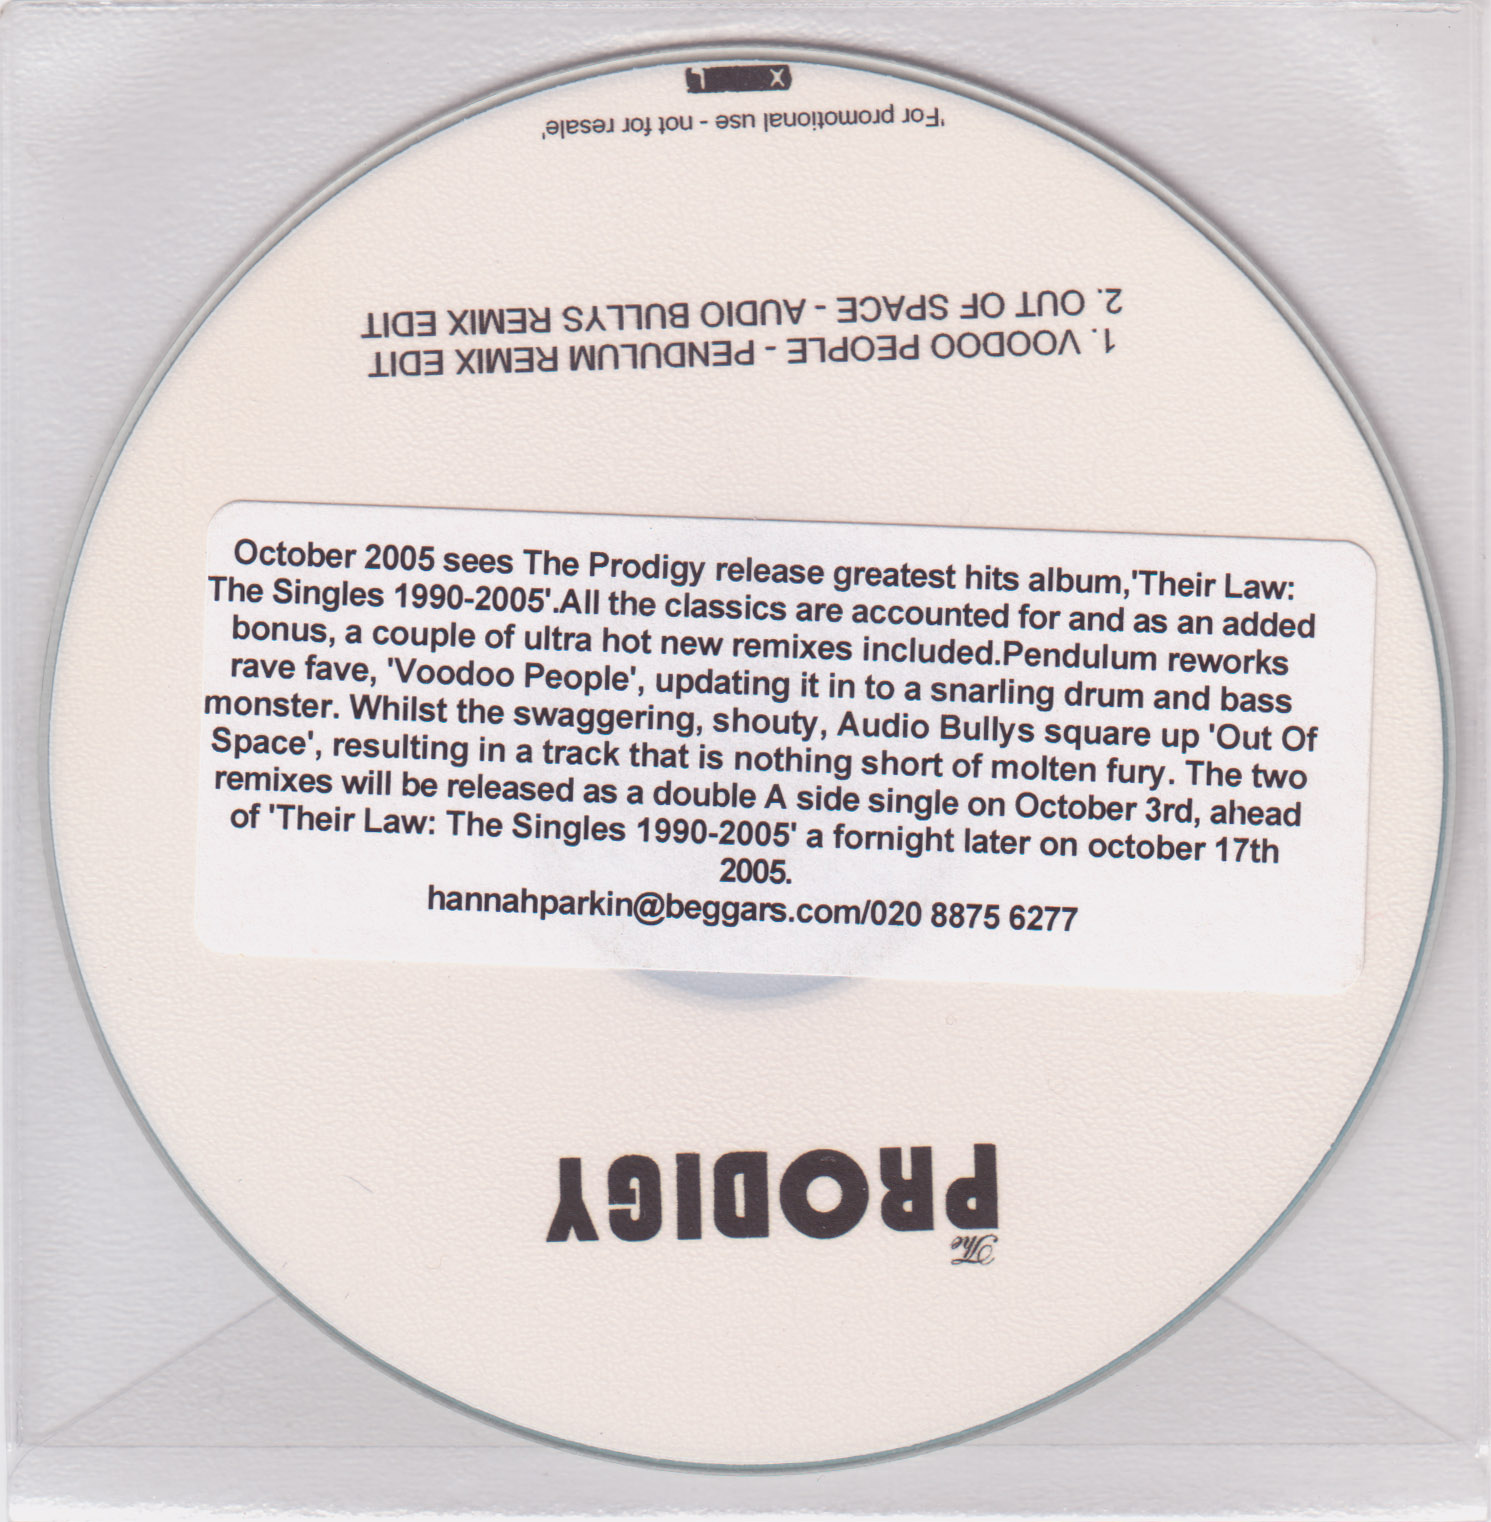 X L
'For promotional use - not for resale'
2. OUT OF SPACE - AUDIO BULLYS REMIX EDIT
1. VOODOO PEOPLE - PENDULUM REMIX EDIT
October 2005 sees The Prodigy release greatest hits album,'Their Law:
The Singles 1990-2005'.All the classics are accounted for and as an added
bonus, a couple of ultra hot new remixes included.Pendulum reworks
rave fave, 'Voodoo People', updating it in to a snarling drum and bass
monster. Whilst the swaggering, shouty, Audio Bullys square up 'Out Of
Space', resulting in a track that is nothing short of molten fury. The two
remixes will be released as a double A side single on October 3rd, ahead
of 'Their Law: The Singles 1990-2005' a fornight later on october 17th
2005.
hannahparkin@beggars.com/020 8875 6277
PRODIGY
The